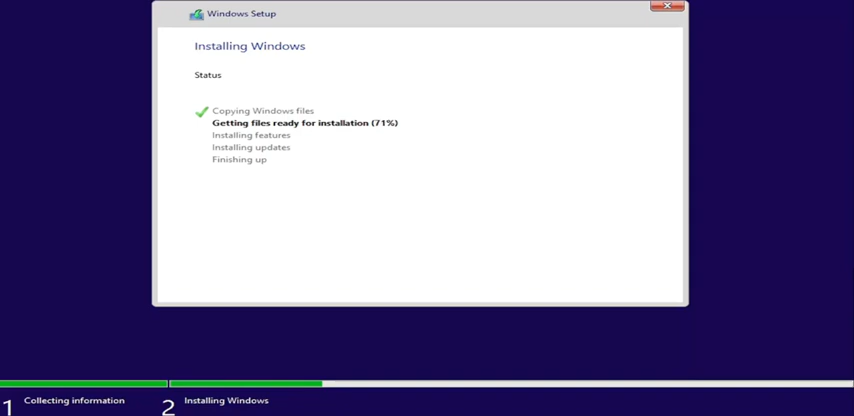 Windows Setup
Installing Windows
Status
Copying Windows files
Getting files ready for installation (71%)
Installing features
Installing updates
Finishing up
1 Collecting information
2 Installing Windows